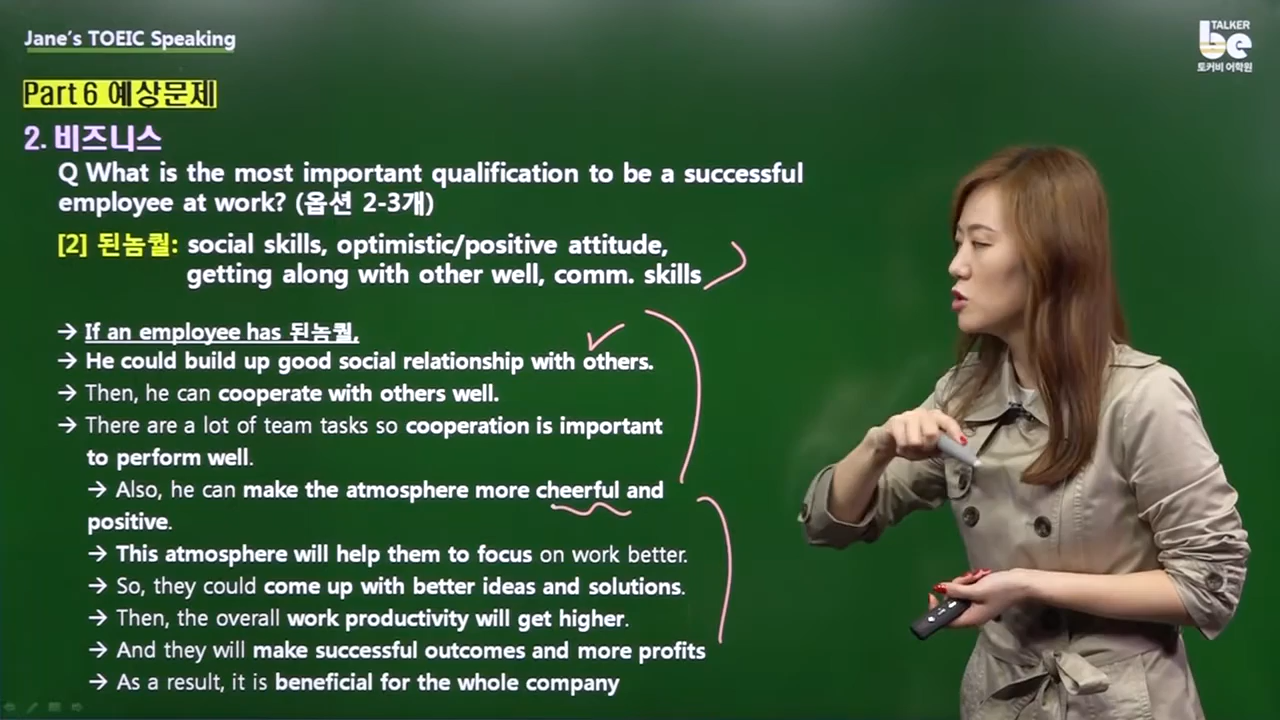 Jane's TOEIC Speaking
TALKER
be
토커비 어학원
Part 6 예상문제
2. 비즈니스
Q What is the most important qualification to be a successful
employee at work? (옵션 2-3개)
[2] 된놈퀄: social skills, optimistic/positive attitude,
getting along with other well, comm. skills
→ If an employee has 된놈퀄,
→ He could build up good social relationship with others.
→ Then, he can cooperate with others well.
→ There are a lot of team tasks so cooperation is important
to perform well.
→ Also, he can make the atmosphere more cheerful and
positive.
→ This atmosphere will help them to focus on work better.
→ So, they could come up with better ideas and solutions.
→ Then, the overall work productivity will get higher.
→ And they will make successful outcomes and more profits
→ As a result, it is beneficial for the whole company